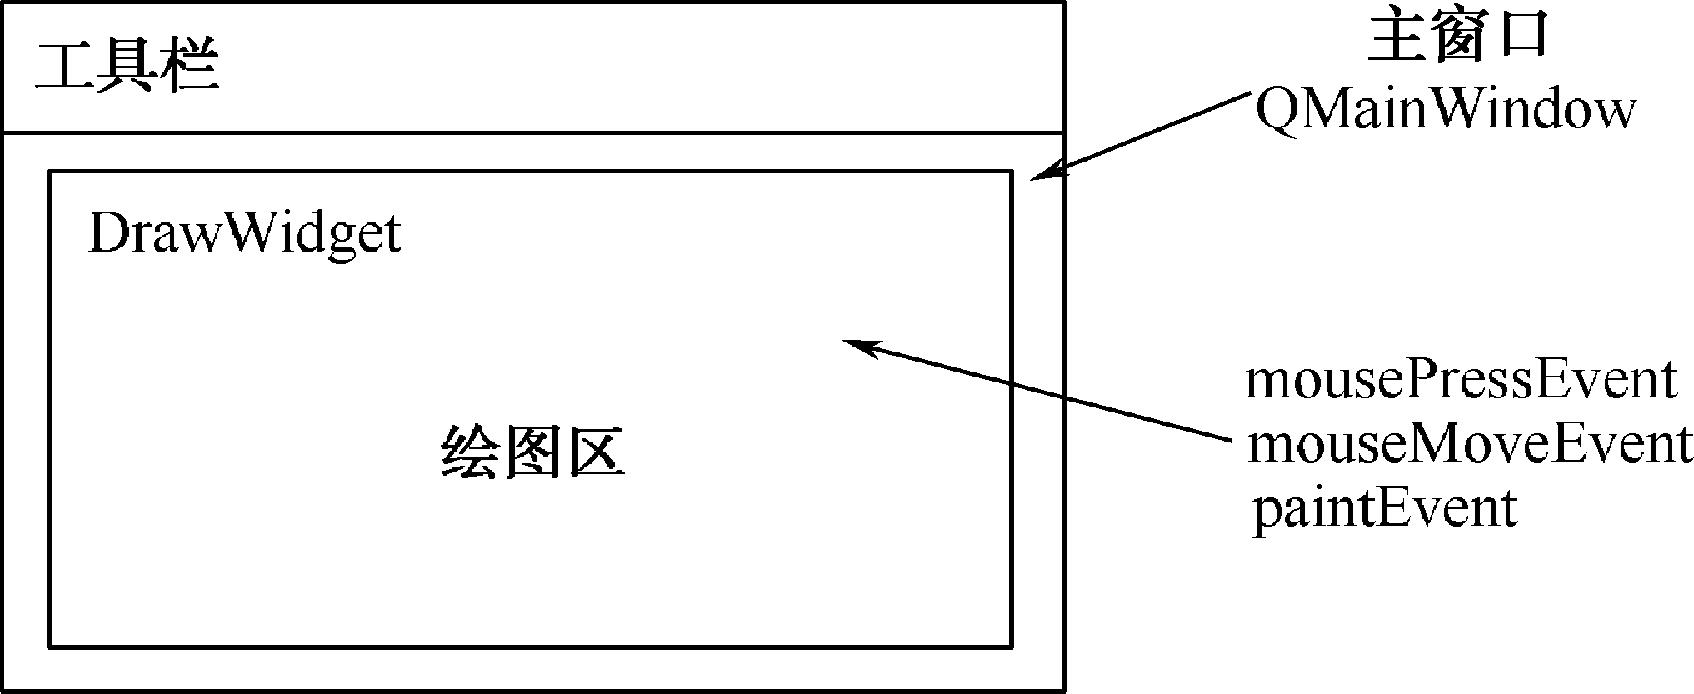 工具栏
主窗口
QMainWindow
DrawWidget
绘图区
mousePressEvent
mouseMoveEvent
paintEvent